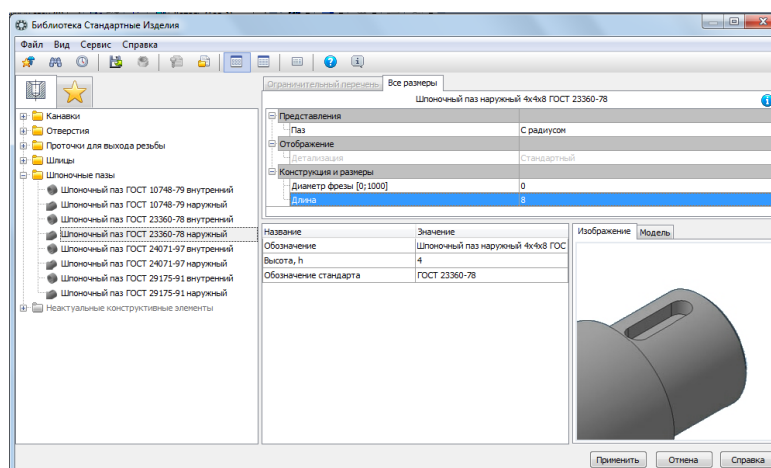 Библиотека Стандартные Изделия
Файл Вид Сервис Справка
Ограничительный перечень Все размеры
Шпоночный паз наружный 4x4x8 ГОСТ 23360-78
Представления
Паз С радиусом
Отображение
Детализация Стандартный
Конструкция и размеры
Диаметр фрезы [0;1000] 0
Длина 8
Канавки
Отверстия
Проточки для выхода резьбы
Шлицы
Шпоночные пазы
Шпоночный паз ГОСТ 10748-79 внутренний
Шпоночный паз ГОСТ 10748-79 наружный
Шпоночный паз ГОСТ 23360-78 внутренний
Шпоночный паз ГОСТ 23360-78 наружный
Шпоночный паз ГОСТ 24071-97 внутренний
Шпоночный паз ГОСТ 24071-97 наружный
Шпоночный паз ГОСТ 29175-91 внутренний
Шпоночный паз ГОСТ 29175-91 наружный
Неактуальные конструктивные элементы
Название Значение
Обозначение Шпоночный паз наружный 4x4x8 ГОС
Высота, h 4
Обозначение стандарта ГОСТ 23360-78
Изображение Модель
Применить Отмена Справка